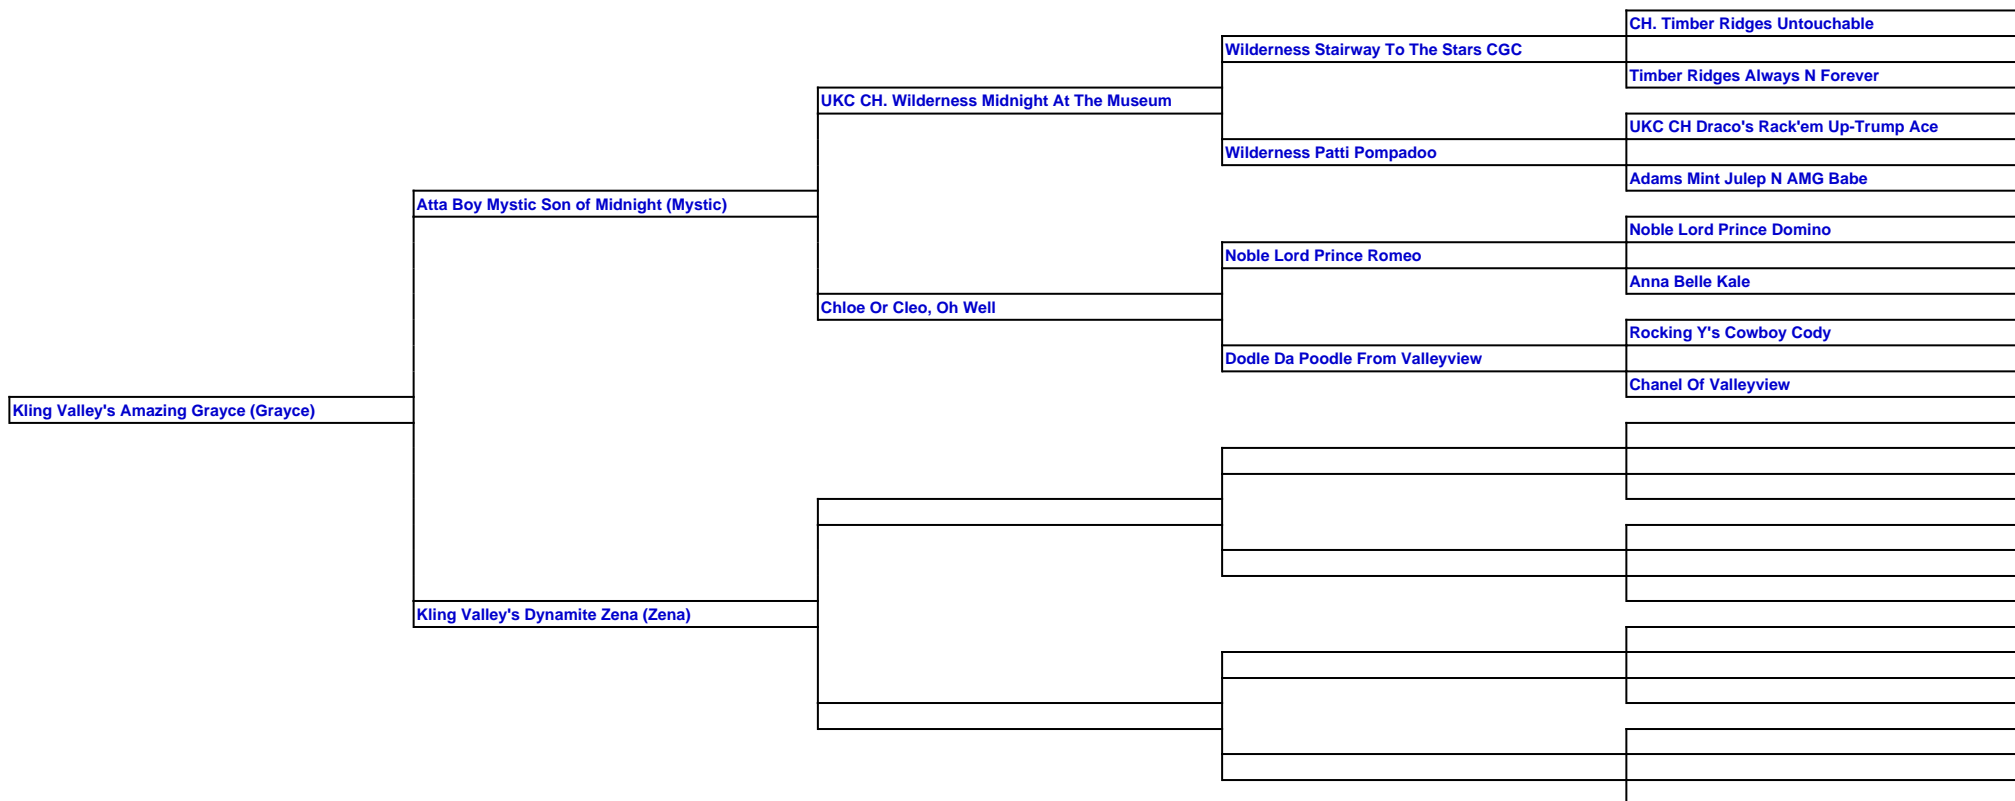 CH. Timber Ridges Untouchable
Wilderness Stairway To The Stars CGC
Timber Ridges Always N Forever
UKC CH. Wilderness Midnight At The Museum
UKC CH Draco's Rack'em Up-Trump Ace
Wilderness Patti Pompadoo
Adams Mint Julep N AMG Babe
Atta Boy Mystic Son of Midnight (Mystic)
Noble Lord Prince Domino
Noble Lord Prince Romeo
Anna Belle Kale
Chloe Or Cleo, Oh Well
Rocking Y's Cowboy Cody
Dodle Da Poodle From Valleyview
Chanel Of Valleyview
Kling Valley's Amazing Grayce (Grayce)
Kling Valley's Dynamite Zena (Zena)